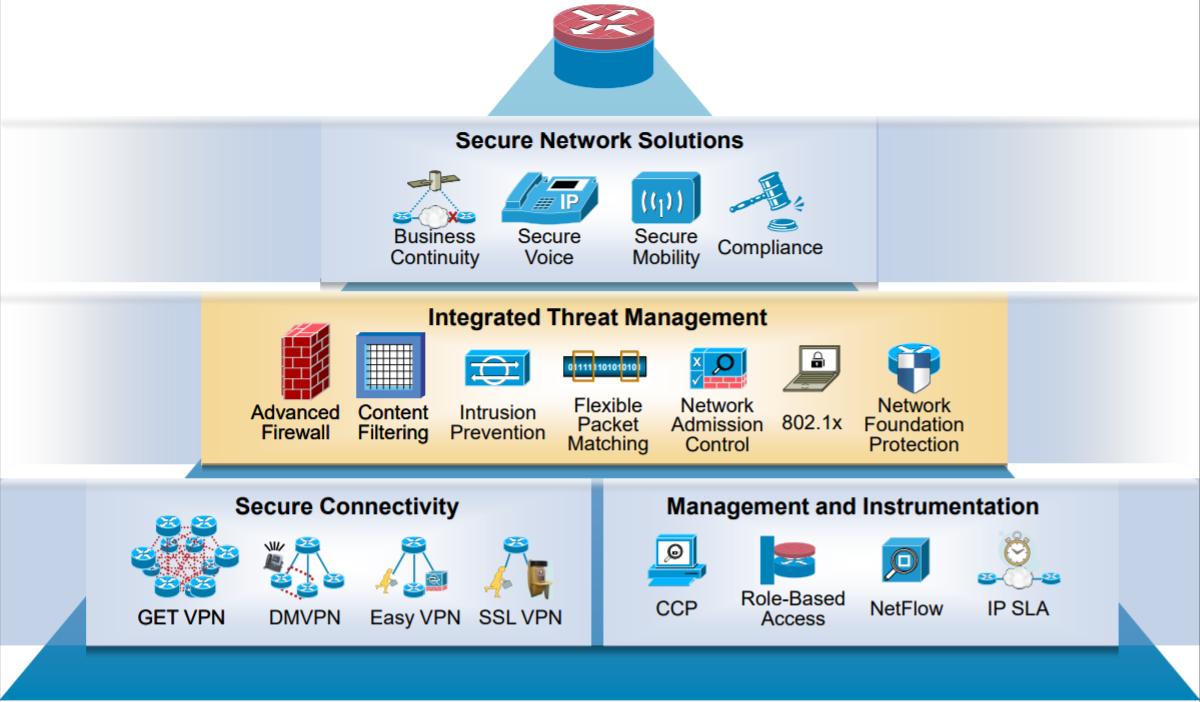 Secure Network Solutions
IP
Business
Continuity
Secure
Voice
Secure
Mobility
Compliance
Integrated Threat Management
Advanced
Firewall
Content
Filtering
Intrusion
Prevention
Flexible
Packet
Matching
Network
Admission
Control
802.1x
Network
Foundation
Protection
Secure Connectivity
GET VPN
DMVPN
Easy VPN
SSL VPN
Management and Instrumentation
CCP
Role-Based
Access
NetFlow
IP SLA